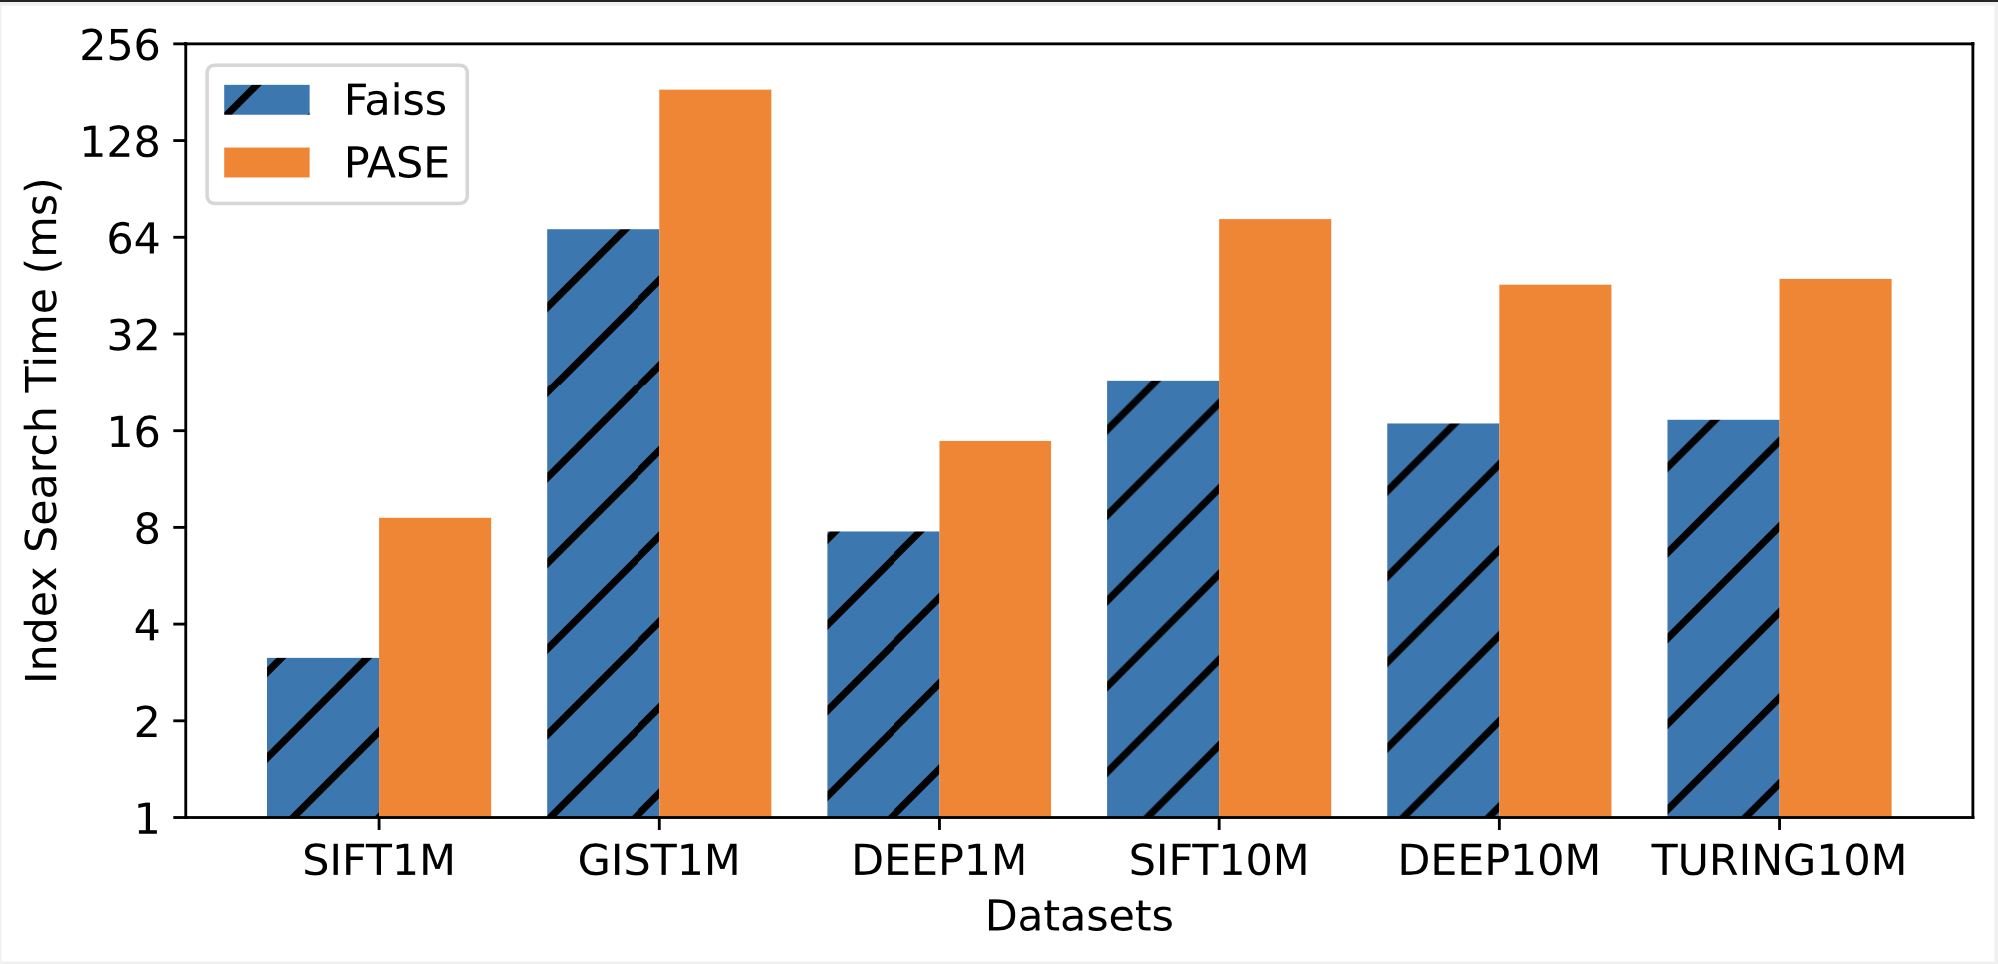 256
128
64
32
16
8
4
2
1
Index Search Time (ms)
Faiss
PASE
SIFT1M GIST1M DEEP1M SIFT10M DEEP10M TURING10M
Datasets